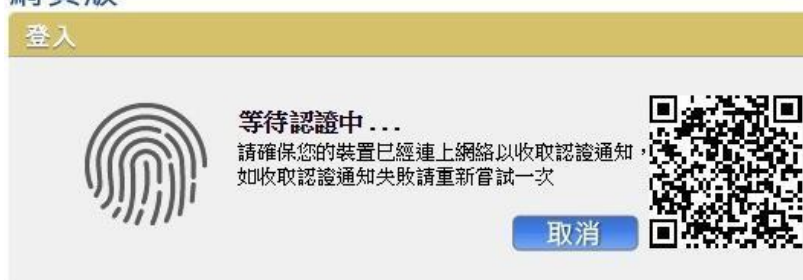 登入
等待認證中...
請確保您的裝置已經連上網絡以收取認證通知，
如收取認證通知失敗請重新嘗試一次
取消